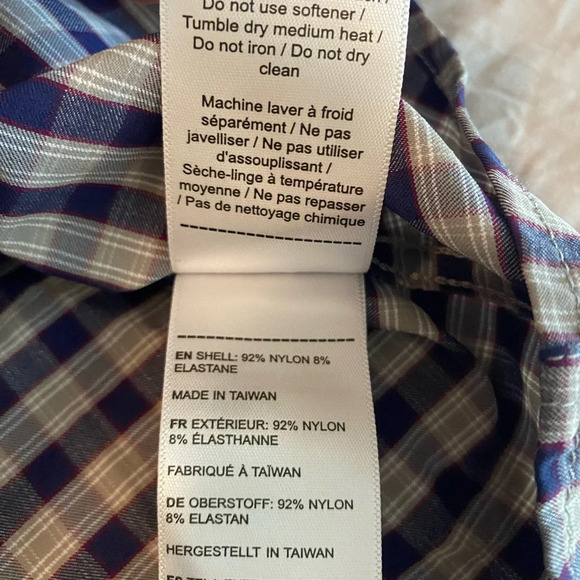 Do not use softener /
Tumble dry medium heat /
Do not iron / Do not dry
clean
Machine laver à froid
séparément / Ne pas
javelliser / Ne pas utiliser
d'assouplissant /
Sèche-linge à température
moyenne / Ne pas repasser
/ Pas de nettoyage chimique
EN SHELL: 92% NYLON 8%
ELASTANE
MADE IN TAIWAN
FR EXTÉRIEUR: 92% NYLON
8% ÉLASTHANNE
FABRIQUÉ À TAÏWAN
DE OBERSTOFF: 92% NYLON
8% ELASTAN
HERGESTELLT IN TAIWAN